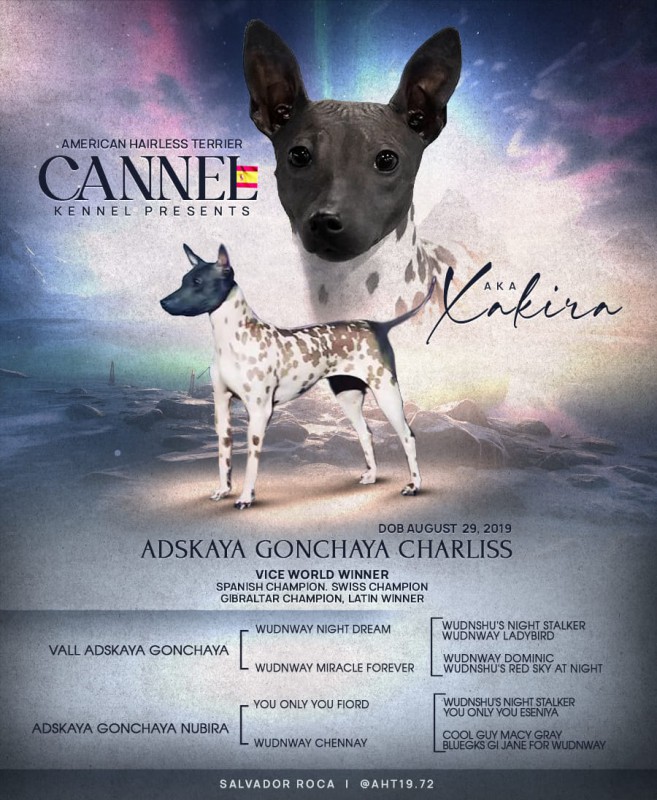 AMERICAN HAIRLESS TERRIER
CANNEL
KENNEL PRESENTS
AKA
Xakira
DOB AUGUST 29, 2019
ADSKAYA GONCHAYA CHARLISS
VICE WORLD WINNER
SPANISH CHAMPION. SWISS CHAMPION
GIBRALTAR CHAMPION, LATIN WINNER
VALL ADSKAYA GONCHAYA
WUDNWAY NIGHT DREAM
WUDNWAY MIRACLE FOREVER
WUDNSHU'S NIGHT STALKER
WUDNWAY LADYBIRD
WUDNWAY DOMINIC
WUDNSHU'S RED SKY AT NIGHT
ADSKAYA GONCHAYA NUBIRA
YOU ONLY YOU FIORD
WUDNWAY CHENNAY
WUDNSHU'S NIGHT STALKER
YOU ONLY YOU ESENIYA
COOL GUY MACY GRAY
BLUEGKS GI JANE FOR WUDNWAY
SALVADOR ROCA I @AHT19.72